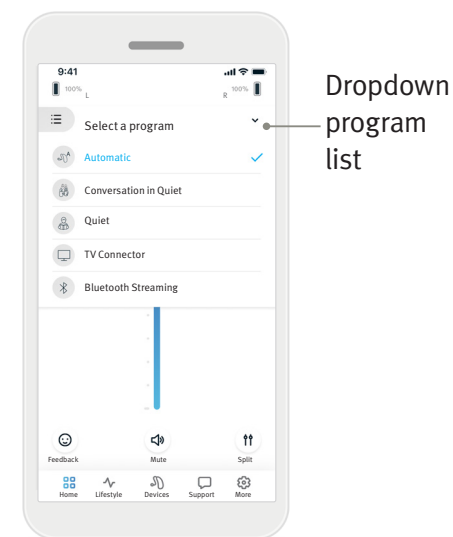 9:41
100% L
R 100%
Select a program
Dropdown
program
list
Automatic
Conversation in Quiet
Quiet
TV Connector
Bluetooth Streaming
Feedback Mute Split
Home Lifestyle Devices Support More